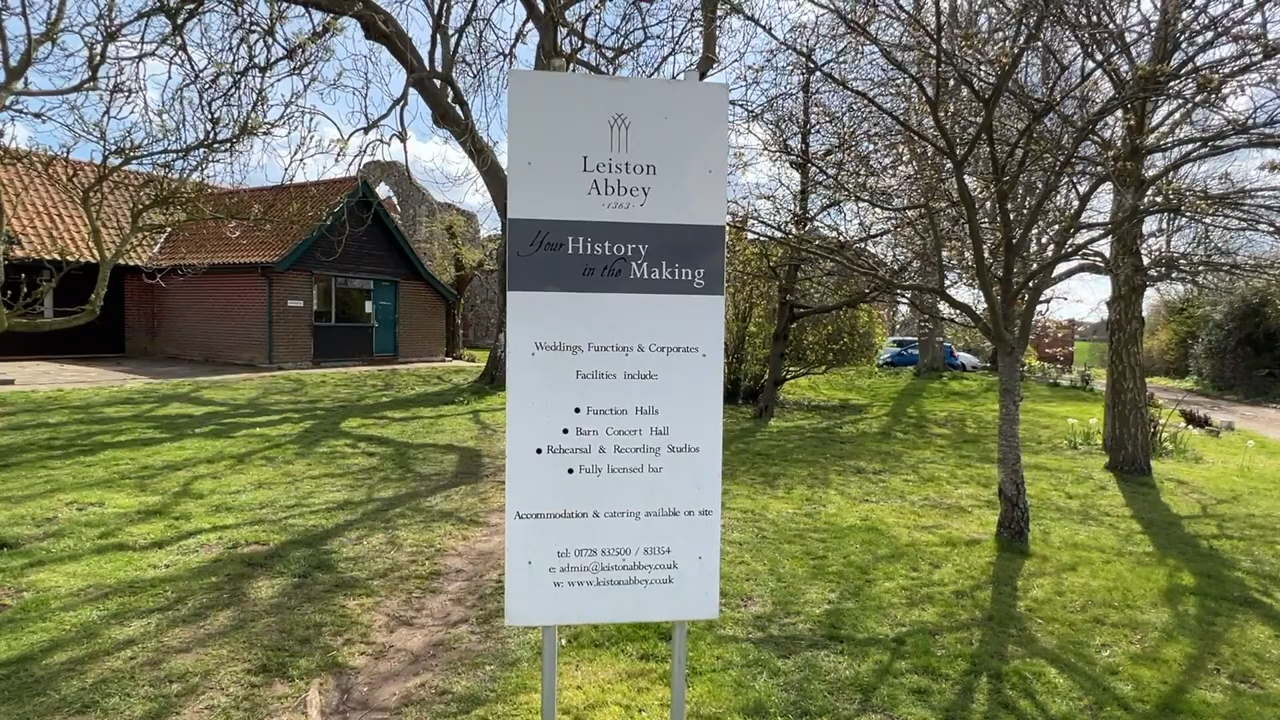 Leiston
Abbey
· 1363 ·
Your History
in the Making
Weddings, Functions & Corporates
Facilities include:
• Function Halls
• Barn Concert Hall
• Rehearsal & Recording Studios
• Fully licensed bar
Accommodation & catering available on site
tel: 01728 832500 / 831354
e: admin@leistonabbey.co.uk
w: www.leistonabbey.co.uk